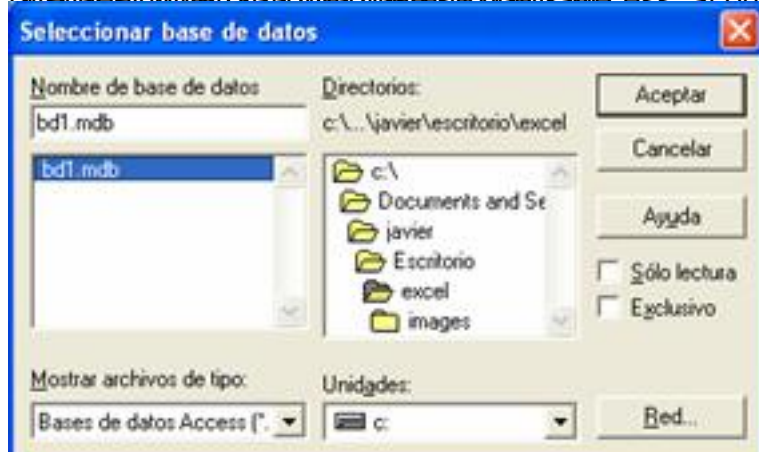 Seleccionar base de datos
Nombre de base de datos
bd1.mdb
bd1.mdb
Directorios:
c:\...\javier\escritorio\excel
c:\
Documents and Se
javier
Escritorio
excel
images
Aceptar
Cancelar
Ayuda
Sólo lectura
Exclusivo
Mostrar archivos de tipo:
Bases de datos Access (*.
Unidades:
c:
Red...